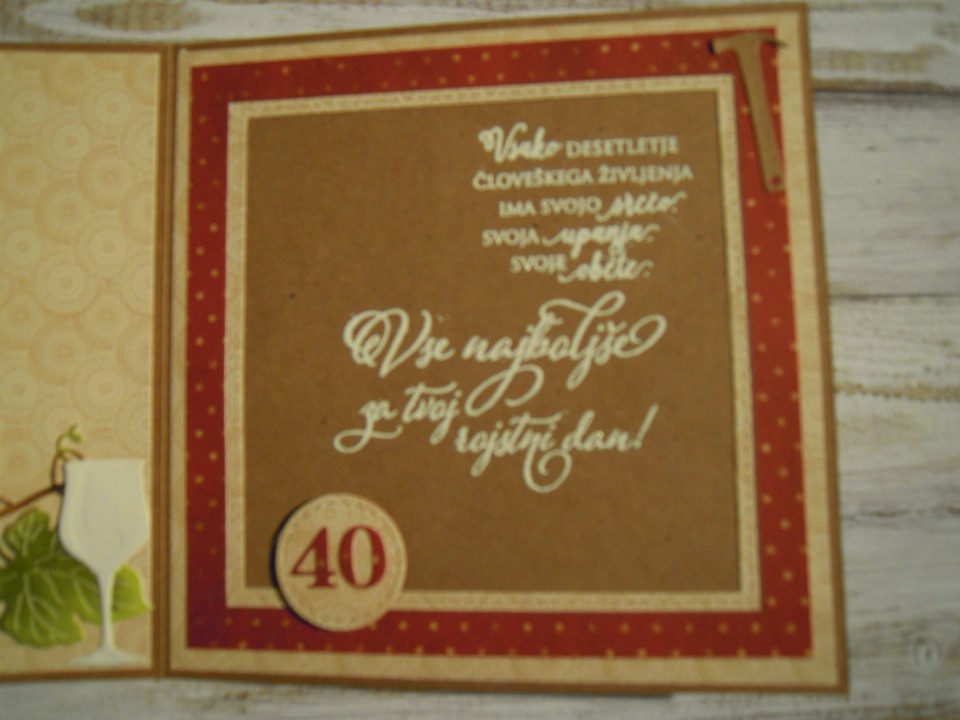 Vsako DESETLETJE
ČLOVEŠKEGA ŽIVLJENJA
IMA SVOJO srečo,
SVOJA upanja,
SVOJE obete.
Vse najboljše
za tvoj
rojstni dan!
40